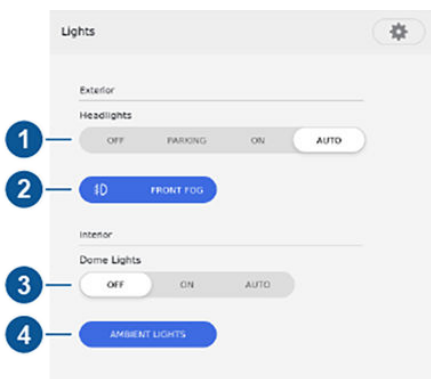 Lights
Exterior
Headlights
1 OFF PARKING ON AUTO
2 FRONT FOG
Interior
Dome Lights
3 OFF ON AUTO
4 AMBIENT LIGHTS